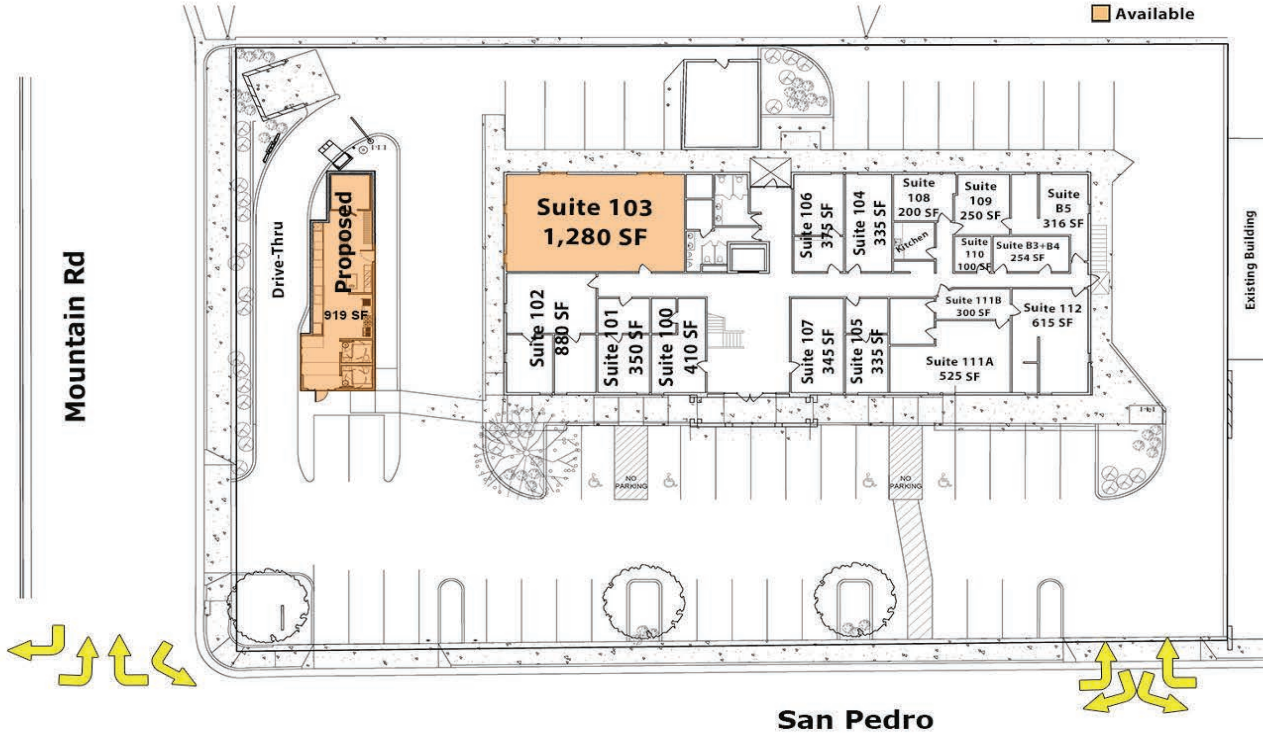 Available
Mountain Rd
Drive-Thru
Proposed
919 SF
Suite 103
1,280 SF
Suite 106
375 SF
Suite 104
335 SF
Suite
108
200 SF
Kitchen
Suite
109
250 SF
Suite
B5
316 SF
Suite
110
100 SF
Suite B3+B4
254 SF
Suite 102
880 SF
Suite 101
350 SF
Suite 100
410 SF
Suite 107
345 SF
Suite 105
335 SF
Suite 111B
300 SF
Suite 111A
525 SF
Suite 112
615 SF
Existing Building
NO
PARKING
NO
PARKING
San Pedro